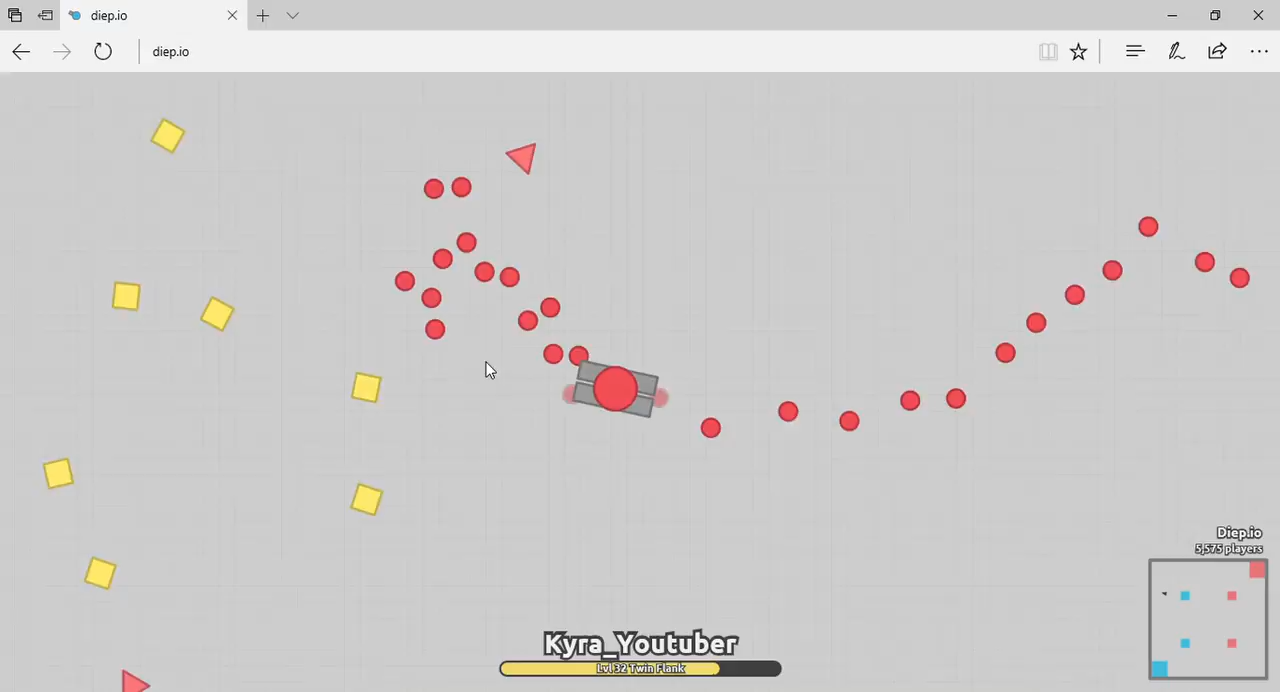 diep.io
diep.io
Diep.io
5,575 players
Kyra_Youtuber
Lvl 32 Twin Flank